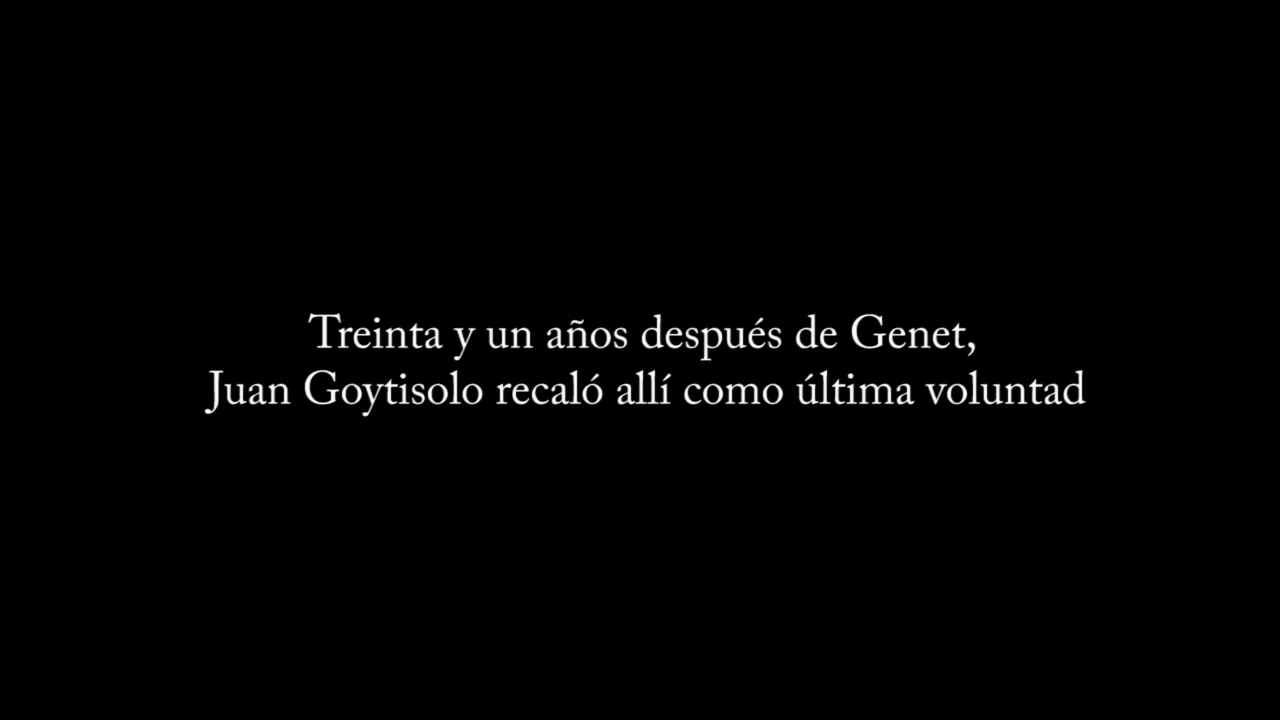 Treinta y un años después de Genet,
Juan Goytisolo recaló allí como última voluntad